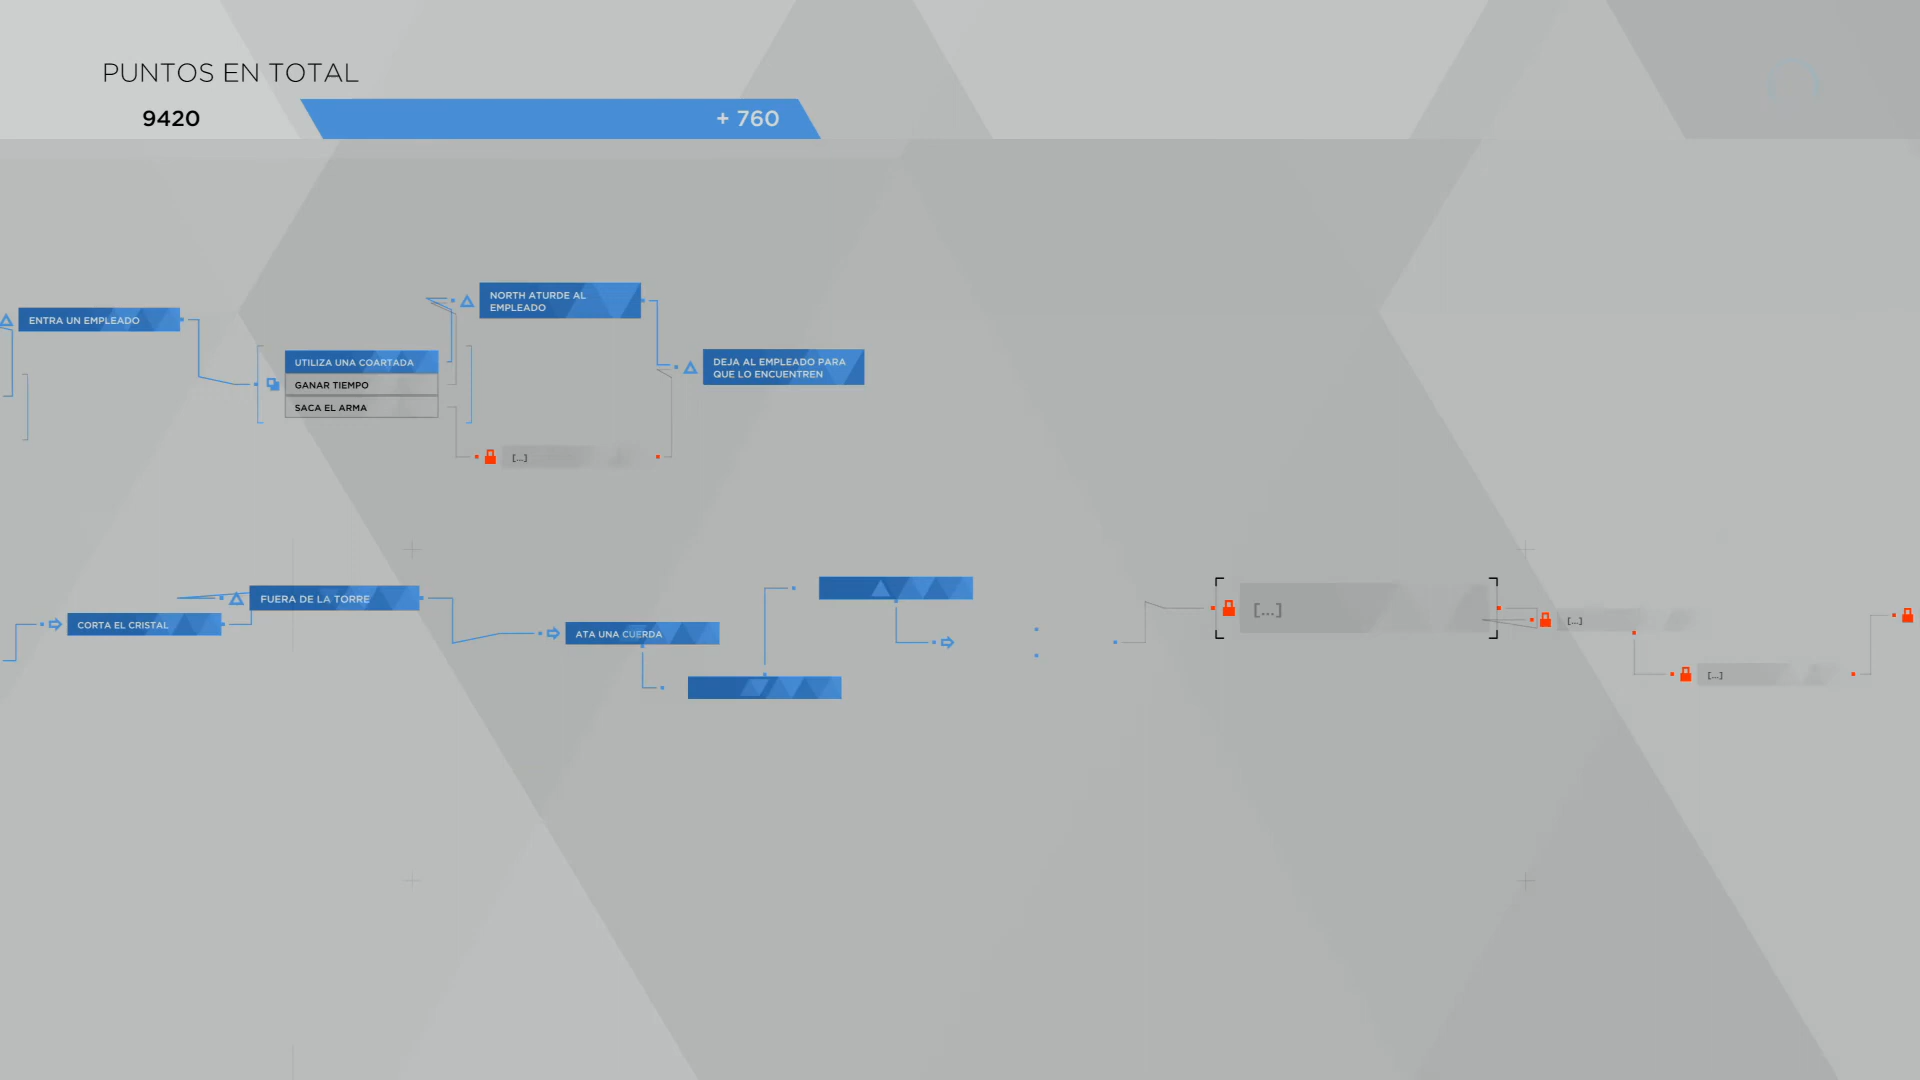 PUNTOS EN TOTAL
9420
+ 760
NORTH ATURDE AL
EMPLEADO
ENTRA UN EMPLEADO
UTILIZA UNA COARTADA
GANAR TIEMPO
SACA EL ARMA
DEJA AL EMPLEADO PARA
QUE LO ENCUENTREN
[...]
FUERA DE LA TORRE
CORTA EL CRISTAL
ATA UNA CUERDA
[...]
[...]
[...]